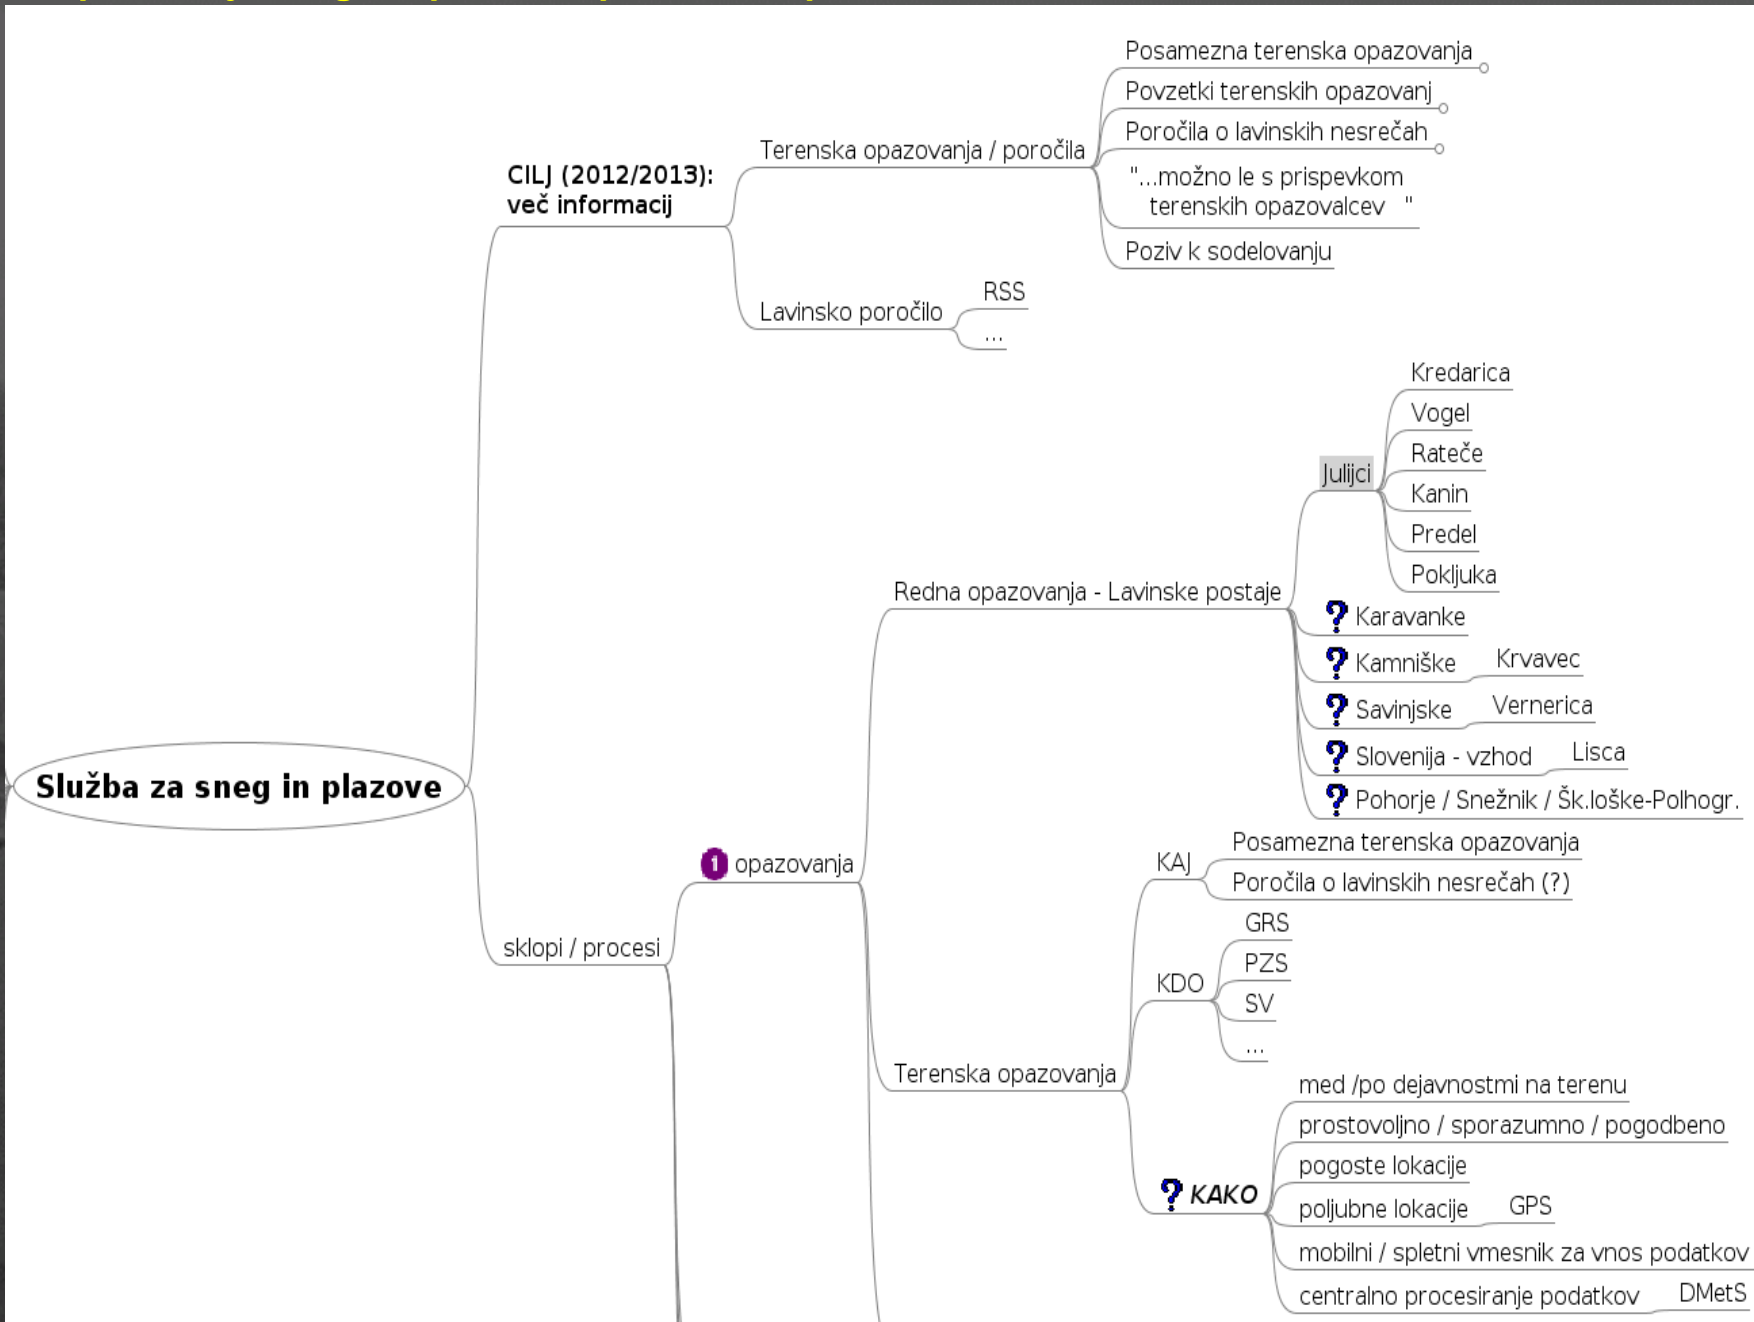 Posamezna terenska opazovanja
Povzetki terenskih opazovanj
Poročila o lavinskih nesrečah
"...možno le s prispevkom
terenskih opazovalcev "
Poziv k sodelovanju
Terenska opazovanja / poročila
CILJ (2012/2013):
več informacij
Lavinsko poročilo
RSS
...
Kredarica
Vogel
Rateče
Kanin
Predel
Pokljuka
Julijci
Redna opazovanja - Lavinske postaje
? Karavanke
? Kamniške Krvavec
? Savinjske Vernerica
? Slovenija - vzhod Lisca
? Pohorje / Snežnik / Šk.loške-Polhogr.
Služba za sneg in plazove
1 opazovanja
sklopi / procesi
KAJ
Posamezna terenska opazovanja
Poročila o lavinskih nesrečah (?)
KDO
GRS
PZS
SV
...
Terenska opazovanja
? KAKO
med /po dejavnostmi na terenu
prostovoljno / sporazumno / pogodbeno
pogoste lokacije
poljubne lokacije GPS
mobilni / spletni vmesnik za vnos podatkov
centralno procesiranje podatkov DMetS